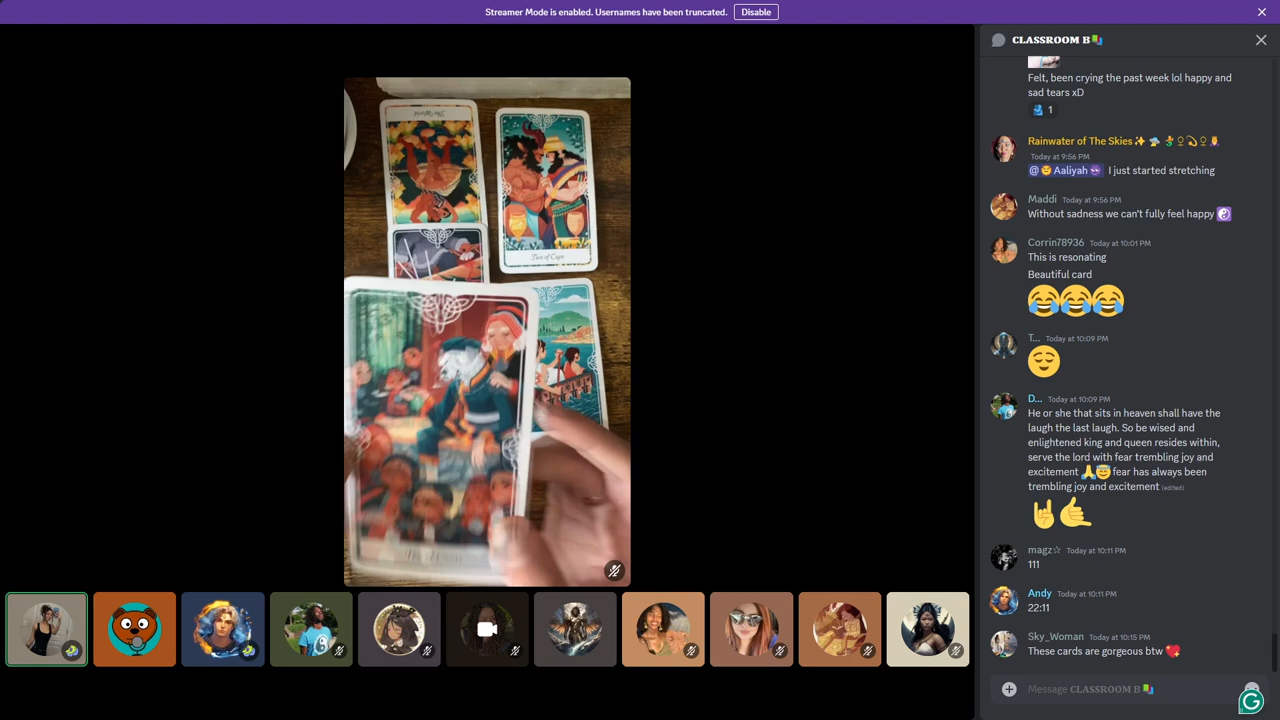 Streamer Mode is enabled. Usernames have been truncated. Disable
The World
Two of Cups
CLASSROOM B
Felt, been crying the past week lol happy and
sad tears xD
1
Rainwater of The Skies✨
Today at 9:56 PM
@Aaliyah I just started stretching
Maddi Today at 9:56 PM
Without sadness we can't fully feel happy ☯️
Corrin78936 Today at 10:01 PM
This is resonating
Beautiful card
😂😂😂
T... Today at 10:09 PM
😌
D... Today at 10:09 PM
He or she that sits in heaven shall have the
laugh the last laugh. So be wised and
enlightened king and queen resides within,
serve the lord with fear trembling joy and
excitement 🙏😇 fear has always been
trembling joy and excitement (edited)
🤘🤙
magz☆ Today at 10:11 PM
111
Andy Today at 10:11 PM
22:11
Sky_Woman Today at 10:15 PM
These cards are gorgeous btw 💖
Message CLASSROOM B